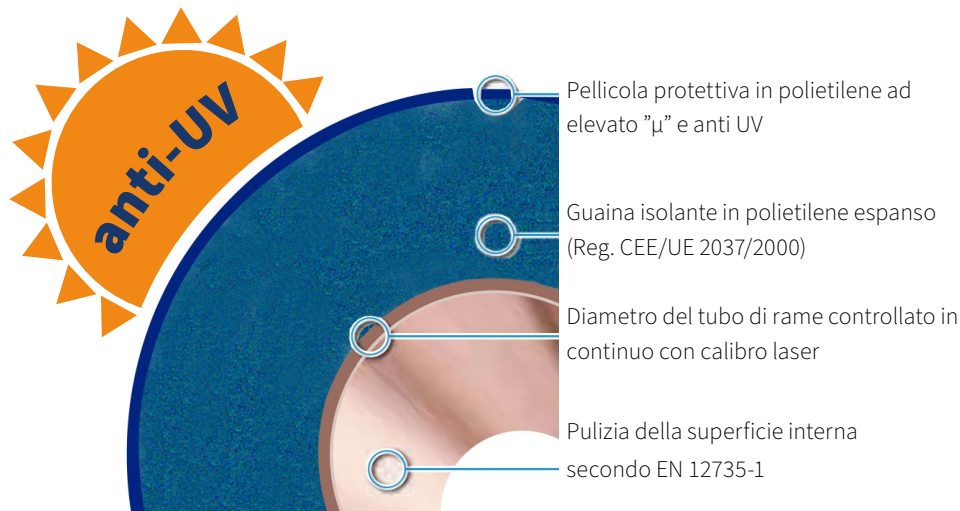 anti-UV
Pellicola protettiva in polietilene ad
elevato ”µ” e anti UV
Guaina isolante in polietilene espanso
(Reg. CEE/UE 2037/2000)
Diametro del tubo di rame controllato in
continuo con calibro laser
Pulizia della superficie interna
secondo EN 12735-1